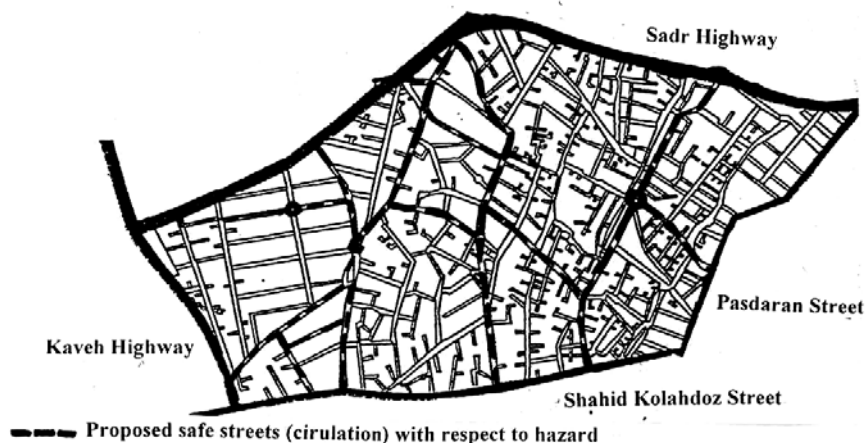 Sadr Highway
Pasdaran Street
Kaveh Highway
Shahid Kolahdoz Street
Proposed safe streets (cirulation) with respect to hazard